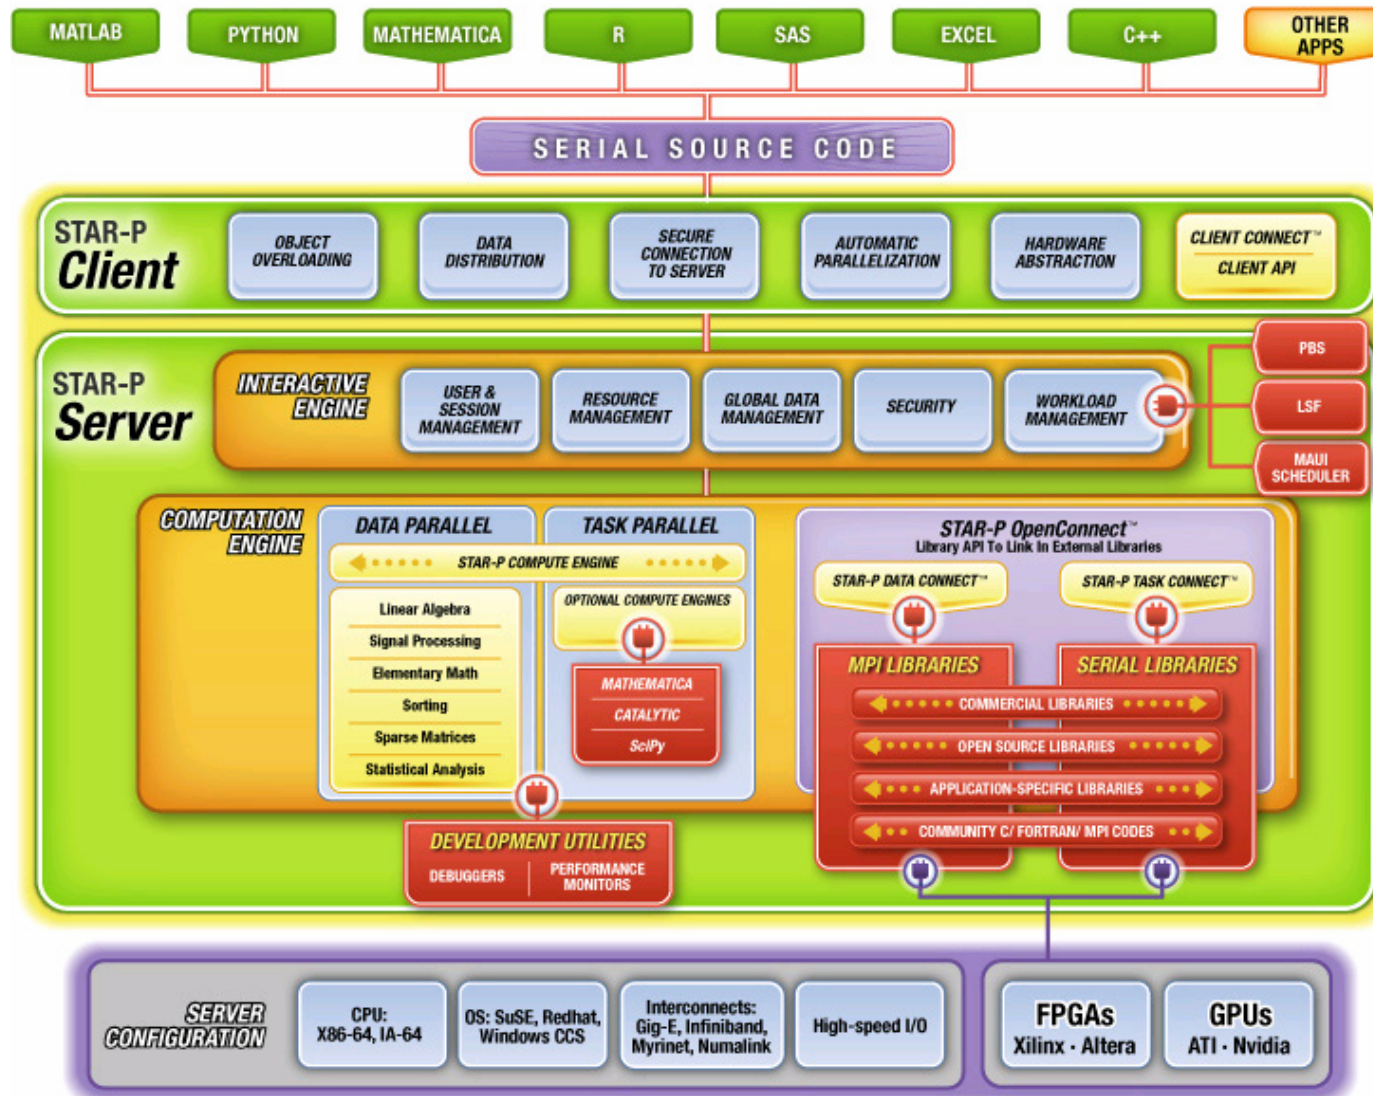 MATLAB
PYTHON
MATHEMATICA
R
SAS
EXCEL
C++
OTHER
APPS
SERIAL SOURCE CODE
STAR-P
Client
OBJECT
OVERLOADING
DATA
DISTRIBUTION
SECURE
CONNECTION
TO SERVER
AUTOMATIC
PARALLELIZATION
HARDWARE
ABSTRACTION
CLIENT CONNECT™
CLIENT API
STAR-P
Server
INTERACTIVE
ENGINE
USER &
SESSION
MANAGEMENT
RESOURCE
MANAGEMENT
GLOBAL DATA
MANAGEMENT
SECURITY
WORKLOAD
MANAGEMENT
PBS
LSF
MAUI
SCHEDULER
COMPUTATION
ENGINE
DATA PARALLEL
TASK PARALLEL
STAR-P COMPUTE ENGINE
Linear Algebra
Signal Processing
Elementary Math
Sorting
Sparse Matrices
Statistical Analysis
OPTIONAL COMPUTE ENGINES
MATHEMATICA
CATALYTIC
SciPy
STAR-P OpenConnect™
Library API To Link In External Libraries
STAR-P DATA CONNECT™
STAR-P TASK CONNECT™
MPI LIBRARIES
SERIAL LIBRARIES
COMMERCIAL LIBRARIES
OPEN SOURCE LIBRARIES
APPLICATION-SPECIFIC LIBRARIES
COMMUNITY C/ FORTRAN/ MPI CODES
DEVELOPMENT UTILITIES
DEBUGGERS
PERFORMANCE
MONITORS
SERVER
CONFIGURATION
CPU:
X86-64, IA-64
OS: SuSE, Redhat,
Windows CCS
Interconnects:
Gig-E, Infiniband,
Myrinet, Numalink
High-speed I/O
FPGAs
Xilinx · Altera
GPUs
ATI · Nvidia